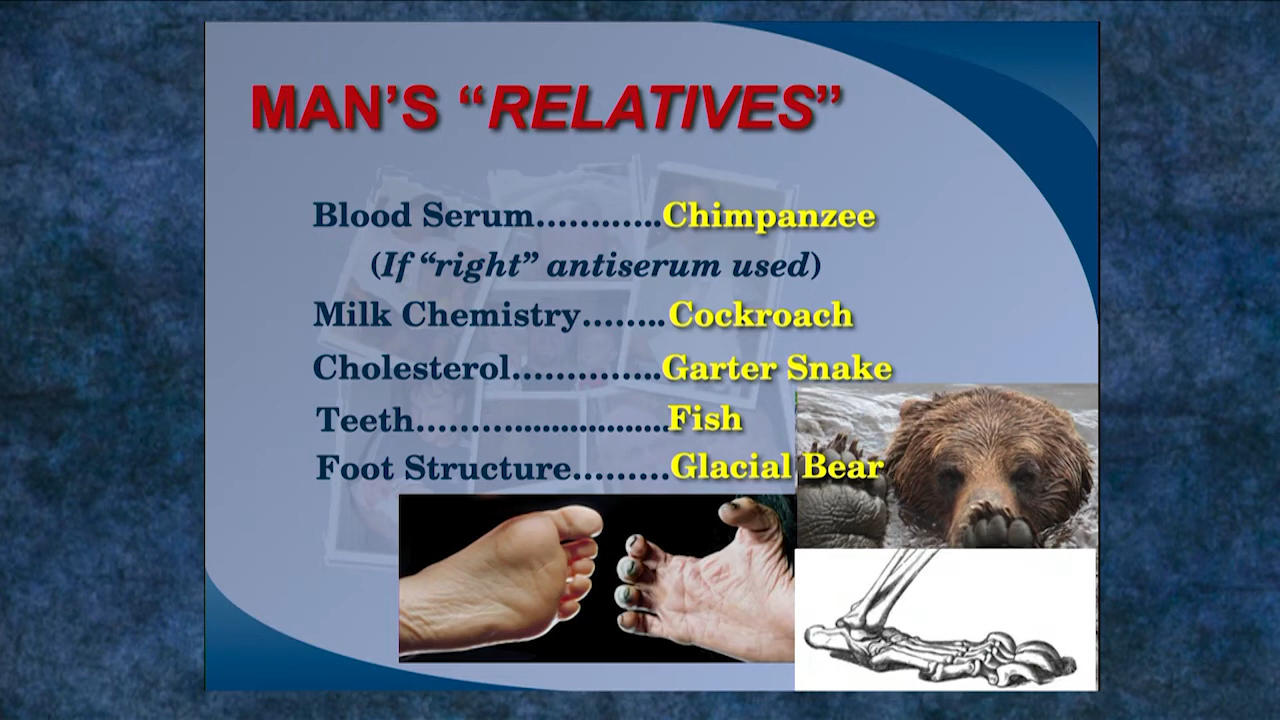 MAN'S “RELATIVES”
Blood Serum…………Chimpanzee
(If “right” antiserum used)
Milk Chemistry……..Cockroach
Cholesterol…………..Garter Snake
Teeth………..................Fish
Foot Structure………Glacial Bear